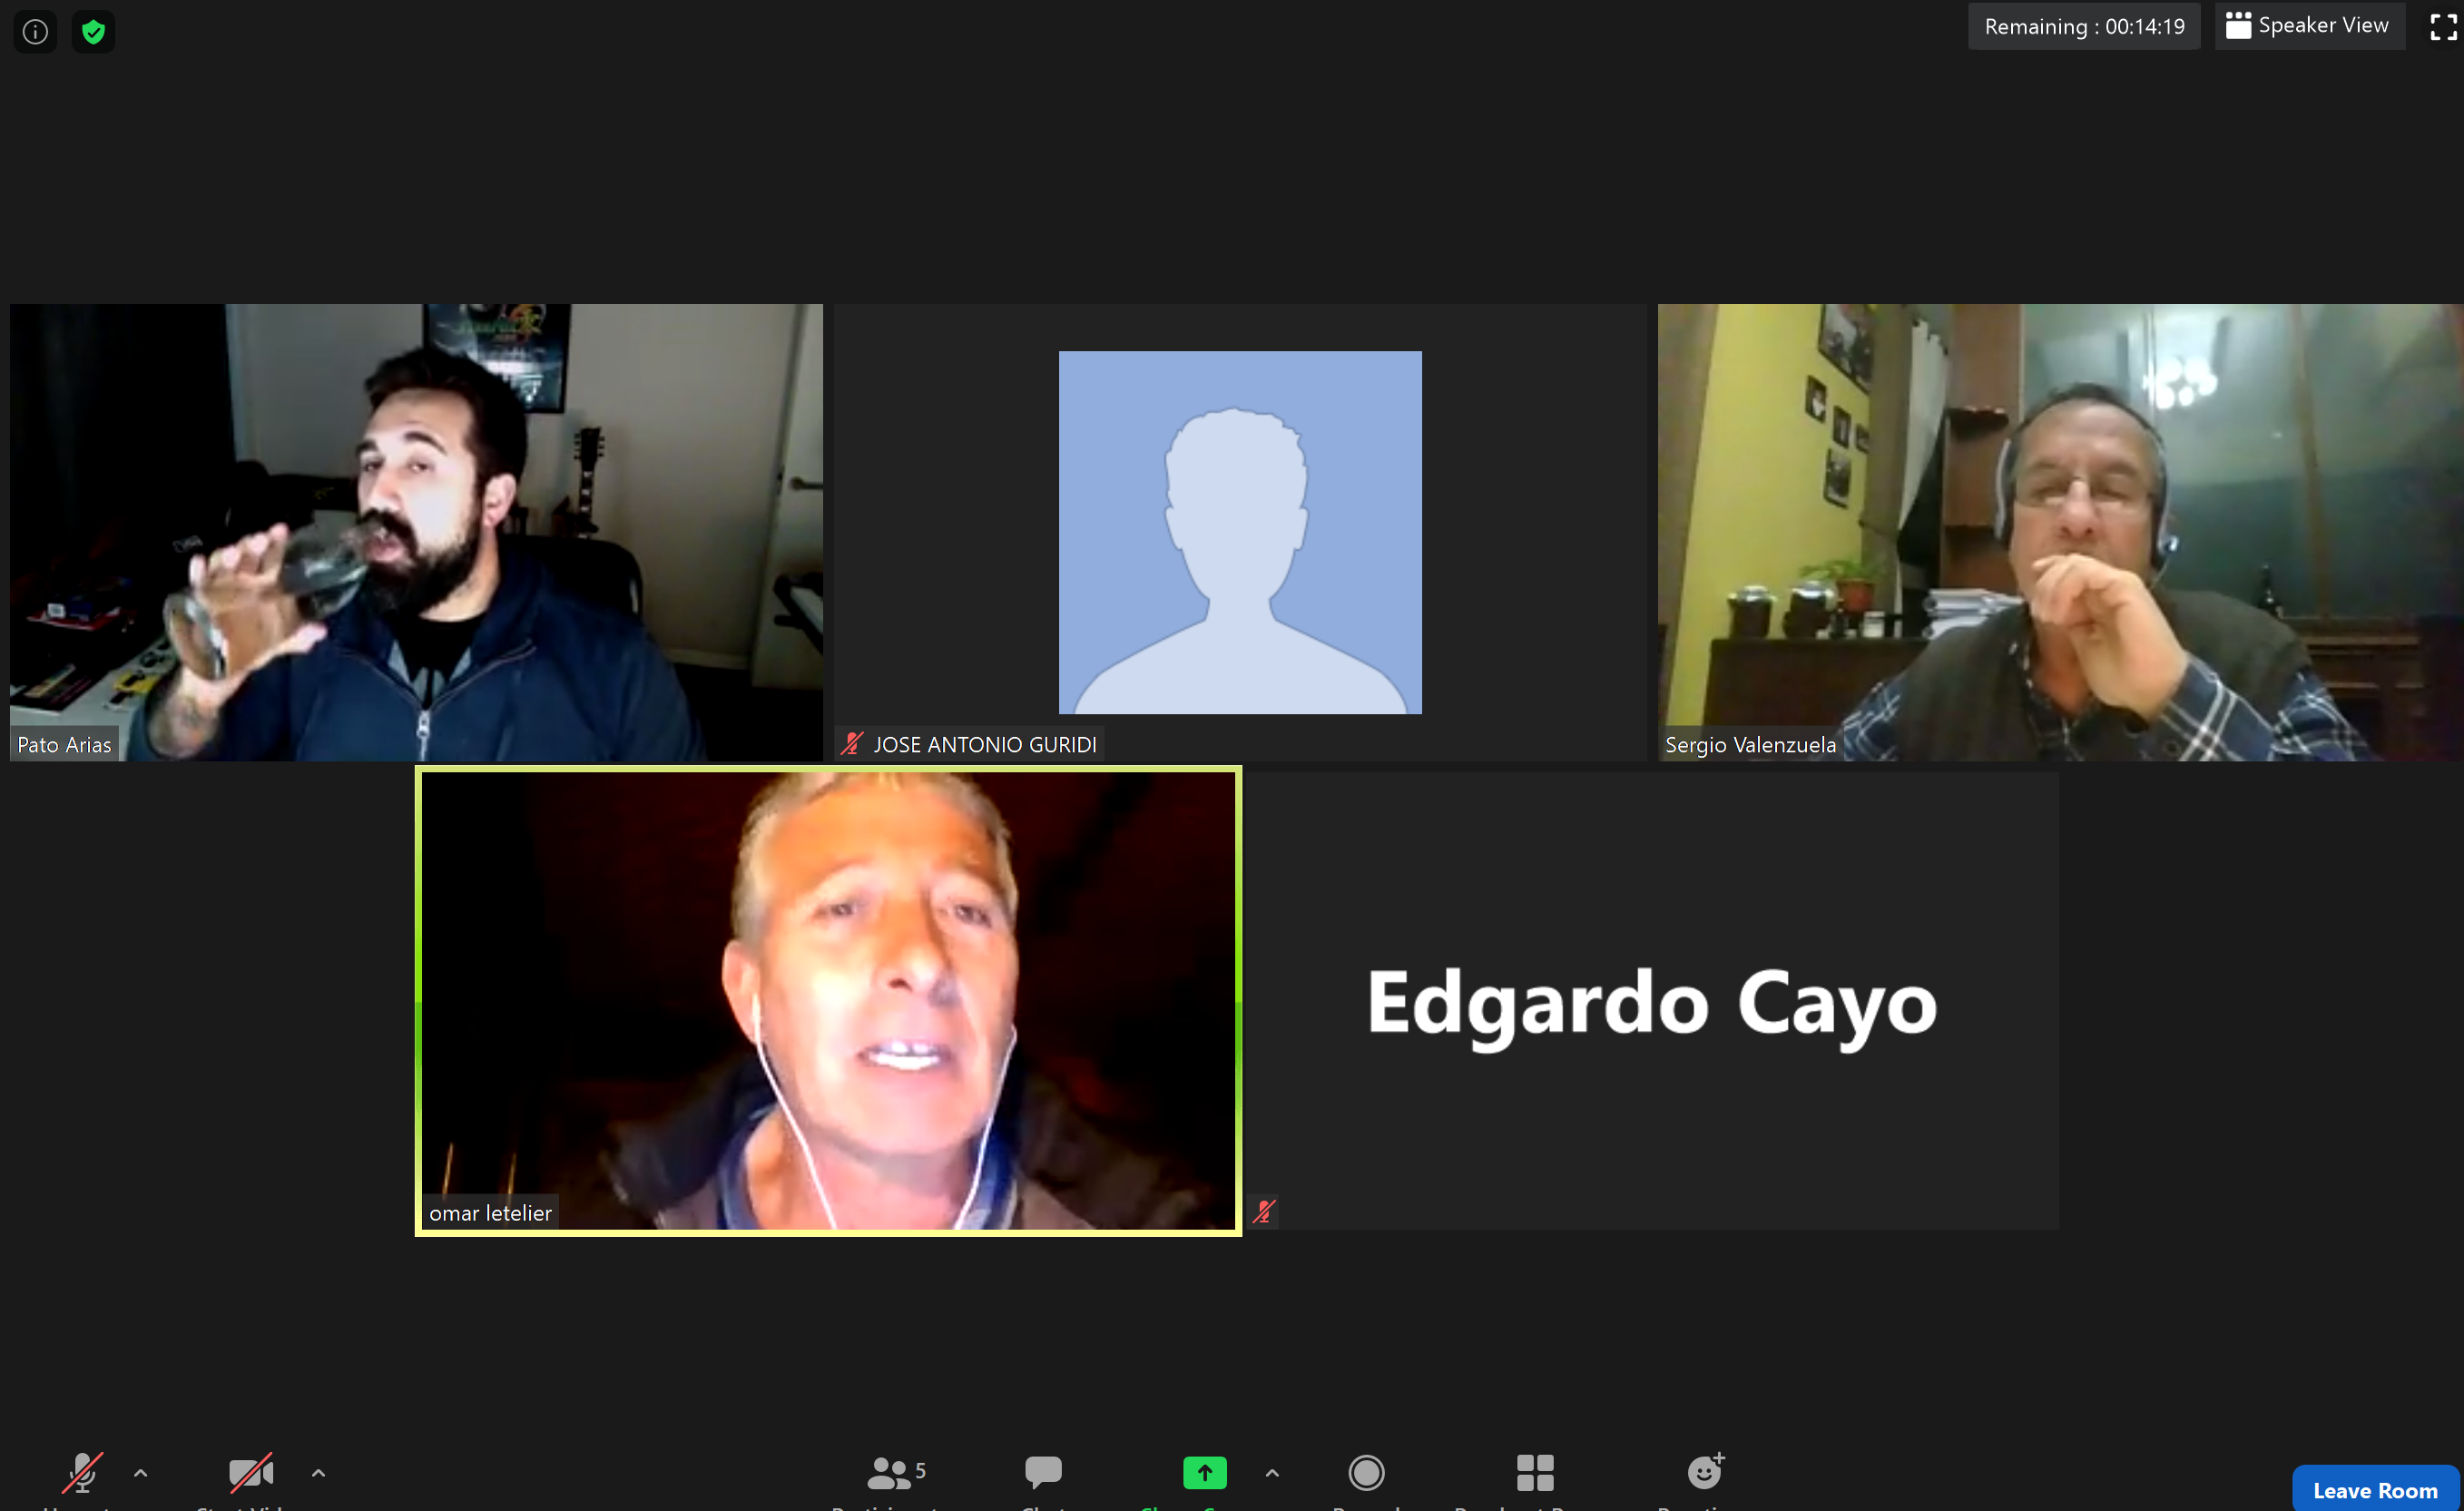 Remaining : 00:14:19
Speaker View
Pato Arias
JOSE ANTONIO GURIDI
Sergio Valenzuela
omar letelier
Edgardo Cayo
5
Leave Room